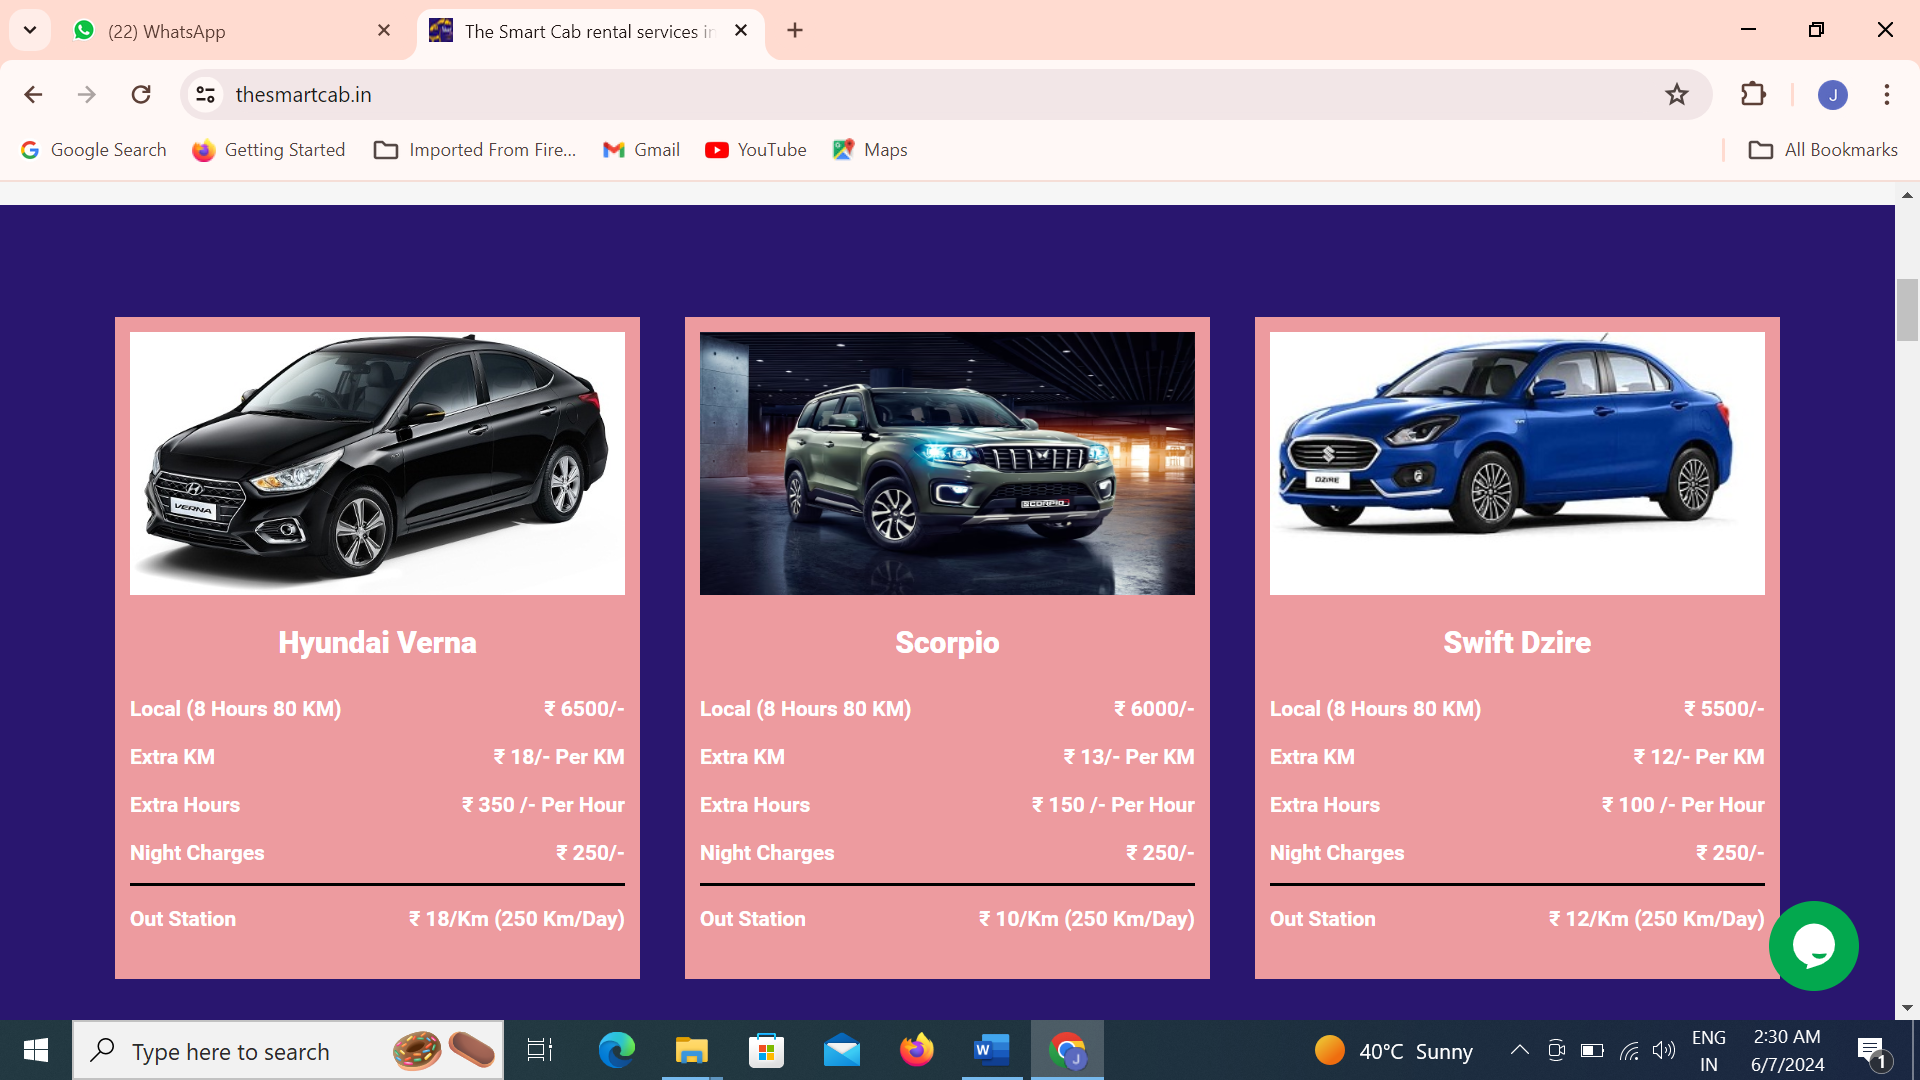 (22) WhatsApp
The Smart Cab rental services in
thesmartcab.in
J
Google Search
Getting Started
Imported From Fire...
Gmail
YouTube
Maps
All Bookmarks
VERNA
SCORPIO
DZIRE
Hyundai Verna
Local (8 Hours 80 KM) ₹ 6500/-
Extra KM ₹ 18/- Per KM
Extra Hours ₹ 350 /- Per Hour
Night Charges ₹ 250/-
Out Station ₹ 18/Km (250 Km/Day)
Scorpio
Local (8 Hours 80 KM) ₹ 6000/-
Extra KM ₹ 13/- Per KM
Extra Hours ₹ 150 /- Per Hour
Night Charges ₹ 250/-
Out Station ₹ 10/Km (250 Km/Day)
Swift Dzire
Local (8 Hours 80 KM) ₹ 5500/-
Extra KM ₹ 12/- Per KM
Extra Hours ₹ 100 /- Per Hour
Night Charges ₹ 250/-
Out Station ₹ 12/Km (250 Km/Day)
Type here to search
W
J
40°C Sunny
ENG
IN
2:30 AM
6/7/2024
1